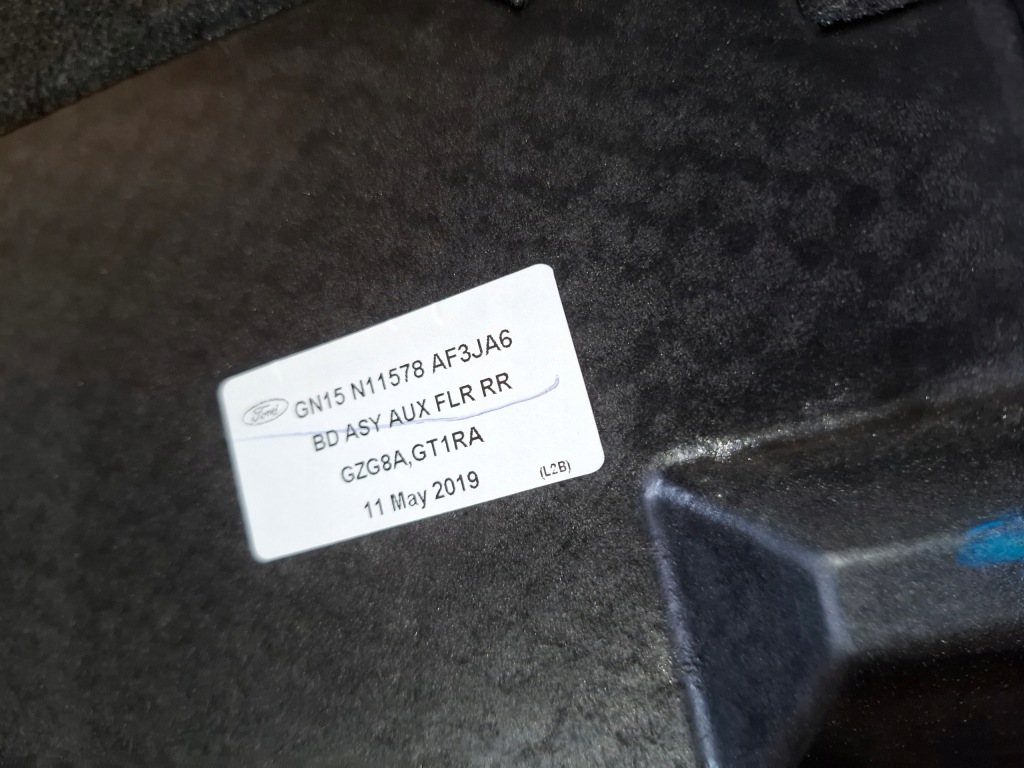 Ford GN15 N11578 AF3JA6
BD ASY AUX FLR RR
GZG8A,GT1RA
11 May 2019 (L2B)